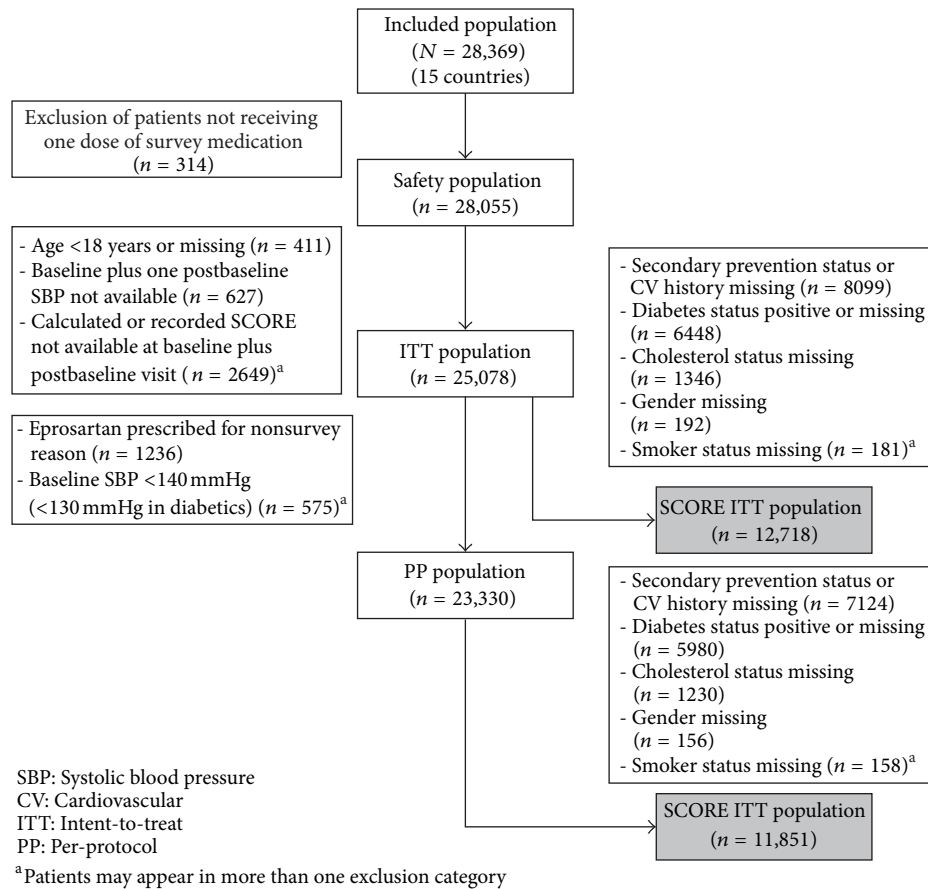 Included population
(N = 28,369)
(15 countries)
Exclusion of patients not receiving
one dose of survey medication
(n = 314)
Safety population
(n = 28,055)
- Age <18 years or missing (n = 411)
- Baseline plus one postbaseline
SBP not available (n = 627)
- Calculated or recorded SCORE
not available at baseline plus
postbaseline visit (n = 2649)a
- Secondary prevention status or
CV history missing (n = 8099)
- Diabetes status positive or missing
(n = 6448)
- Cholesterol status missing
(n = 1346)
- Gender missing
(n = 192)
- Smoker status missing (n = 181)a
ITT population
(n = 25,078)
- Eprosartan prescribed for nonsurvey
reason (n = 1236)
- Baseline SBP <140 mmHg
(<130 mmHg in diabetics) (n = 575)a
SCORE ITT population
(n = 12,718)
PP population
(n = 23,330)
- Secondary prevention status or
CV history missing (n = 7124)
- Diabetes status positive or missing
(n = 5980)
- Cholesterol status missing
(n = 1230)
- Gender missing
(n = 156)
- Smoker status missing (n = 158)a
SCORE ITT population
(n = 11,851)
SBP: Systolic blood pressure
CV: Cardiovascular
ITT: Intent-to-treat
PP: Per-protocol
a Patients may appear in more than one exclusion category